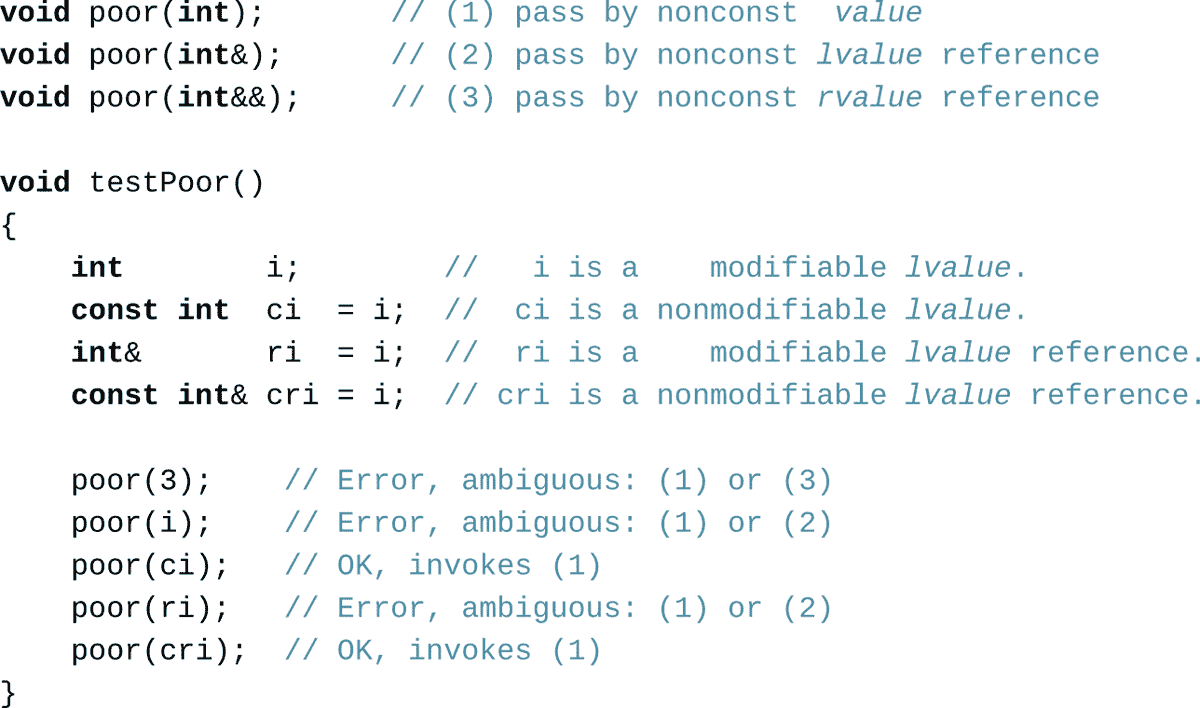 void poor(int);       // (1) pass by nonconst  value
void poor(int&);      // (2) pass by nonconst lvalue reference
void poor(int&&);     // (3) pass by nonconst rvalue reference
void testPoor()
{
    int        i;        //   i is a    modifiable lvalue.
    const int  ci  = i;  //  ci is a nonmodifiable lvalue.
    int&       ri  = i;  //  ri is a    modifiable lvalue reference.
    const int& cri = i;  // cri is a nonmodifiable lvalue reference.
    poor(3);    // Error, ambiguous: (1) or (3)
    poor(i);    // Error, ambiguous: (1) or (2)
    poor(ci);   // OK, invokes (1)
    poor(ri);   // Error, ambiguous: (1) or (2)
    poor(cri);  // OK, invokes (1)
}